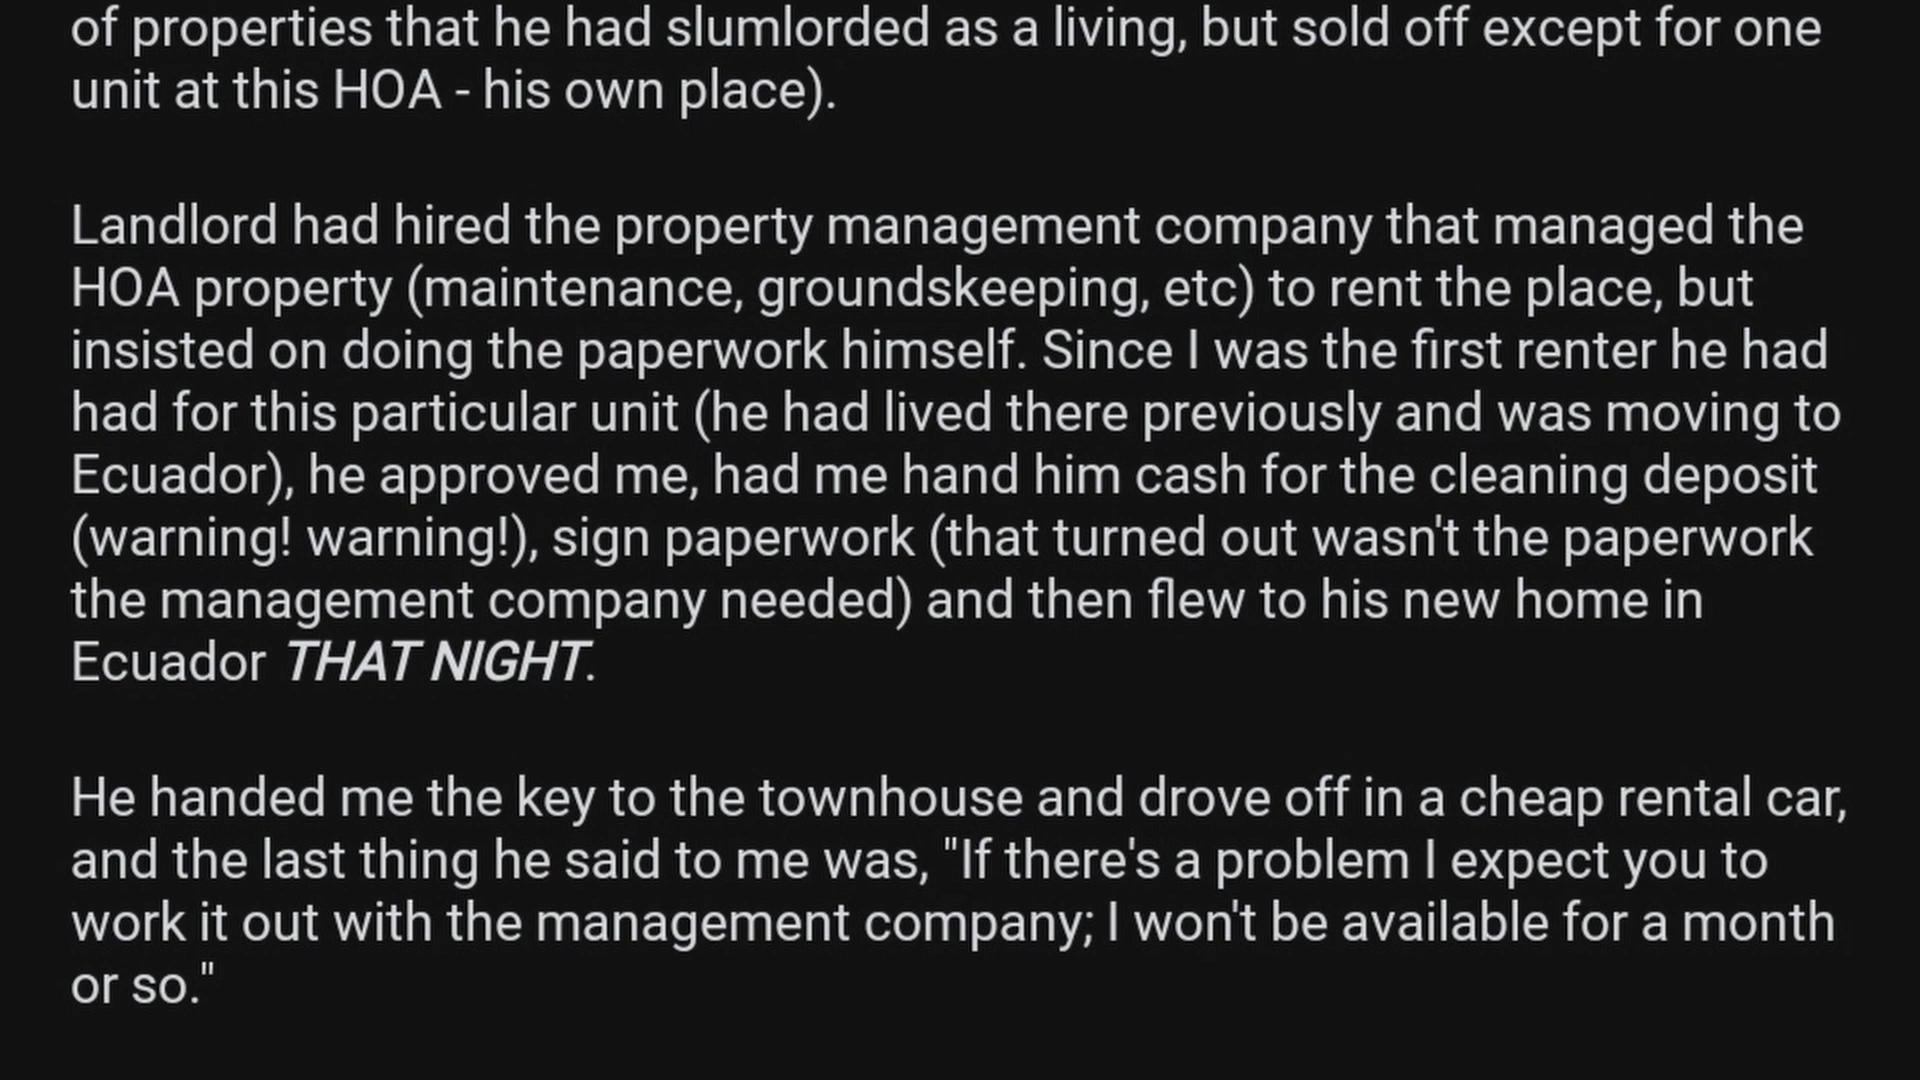 of properties that he had slumlorded as a living, but sold off except for one
unit at this HOA - his own place).
Landlord had hired the property management company that managed the
HOA property (maintenance, groundskeeping, etc) to rent the place, but
insisted on doing the paperwork himself. Since I was the first renter he had
had for this particular unit (he had lived there previously and was moving to
Ecuador), he approved me, had me hand him cash for the cleaning deposit
(warning! warning!), sign paperwork (that turned out wasn't the paperwork
the management company needed) and then flew to his new home in
Ecuador THAT NIGHT.
He handed me the key to the townhouse and drove off in a cheap rental car,
and the last thing he said to me was, "If there's a problem I expect you to
work it out with the management company; I won't be available for a month
or so."